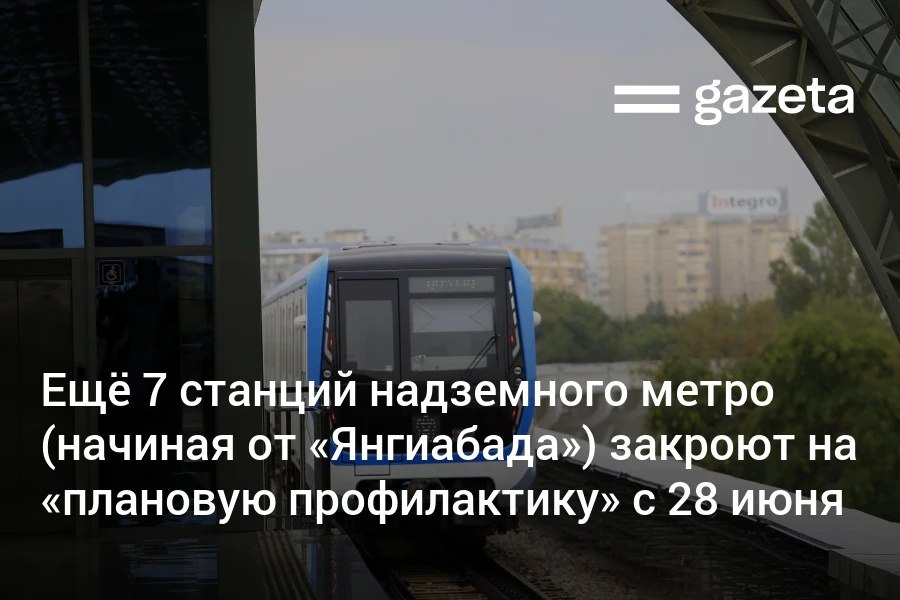 gazeta
Integro
Ещё 7 станций надземного метро
(начиная от «Янгиабада») закроют на
«плановую профилактику» с 28 июня